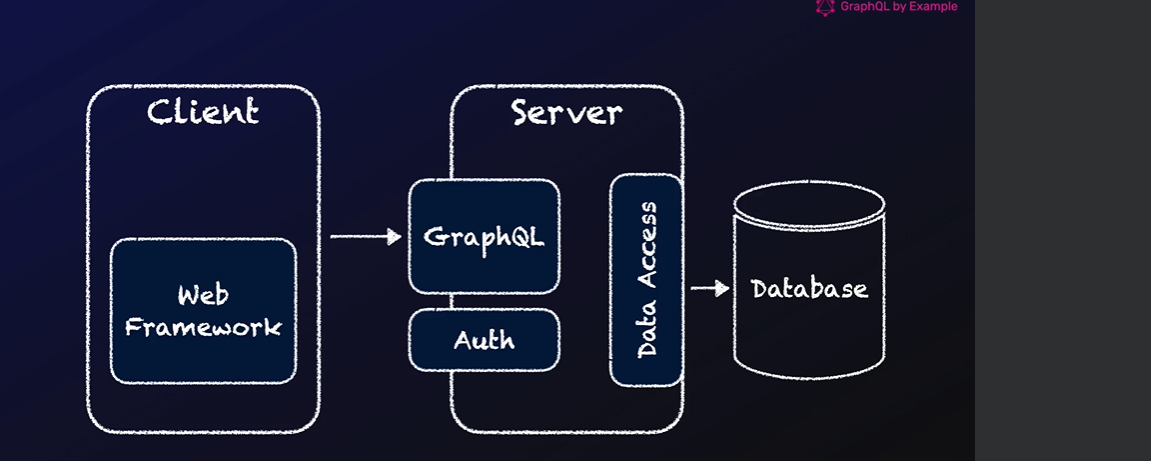 GraphQL by Example
Client
Server
GraphQL
Web
Framework
Auth
Data Access
Database